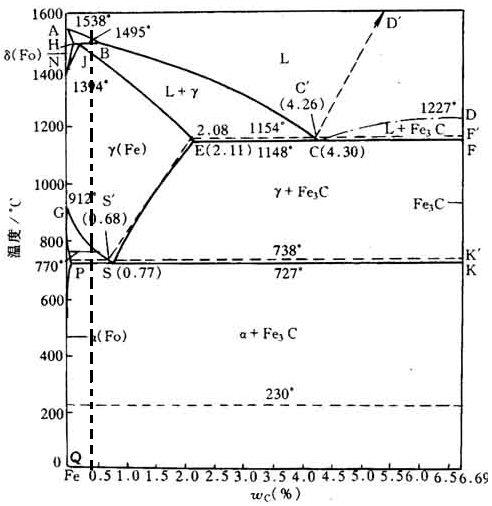 1600
A 1538°
1495°
H
B
δ(Fo)
N
J
1400
1394°
L
D′
L+γ
C′
(4.26)
1227°
D
L+Fe₃C
F′
1200
2.08
1154°
E(2.11)
1148°
C(4.30)
F
γ(Fe)
1000
γ+Fe₃C
Fe₃C
912°
G
S′
(0.68)
温度/°C
800
738°
K′
770°
P
S (0.77)
727°
K
600
α+Fe₃C
400
α(Fo)
230°
200
0
Q
Fe 0.5 1.0 1.5 2.0 2.5 3.0 3.5 4.0 4.5 5.0 5.5 6.0 6.5 6.69
wC(%)